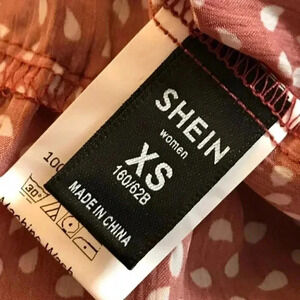 SHEIN
women
XS
160/62B
MADE IN CHINA
100
30°
Machine Wash